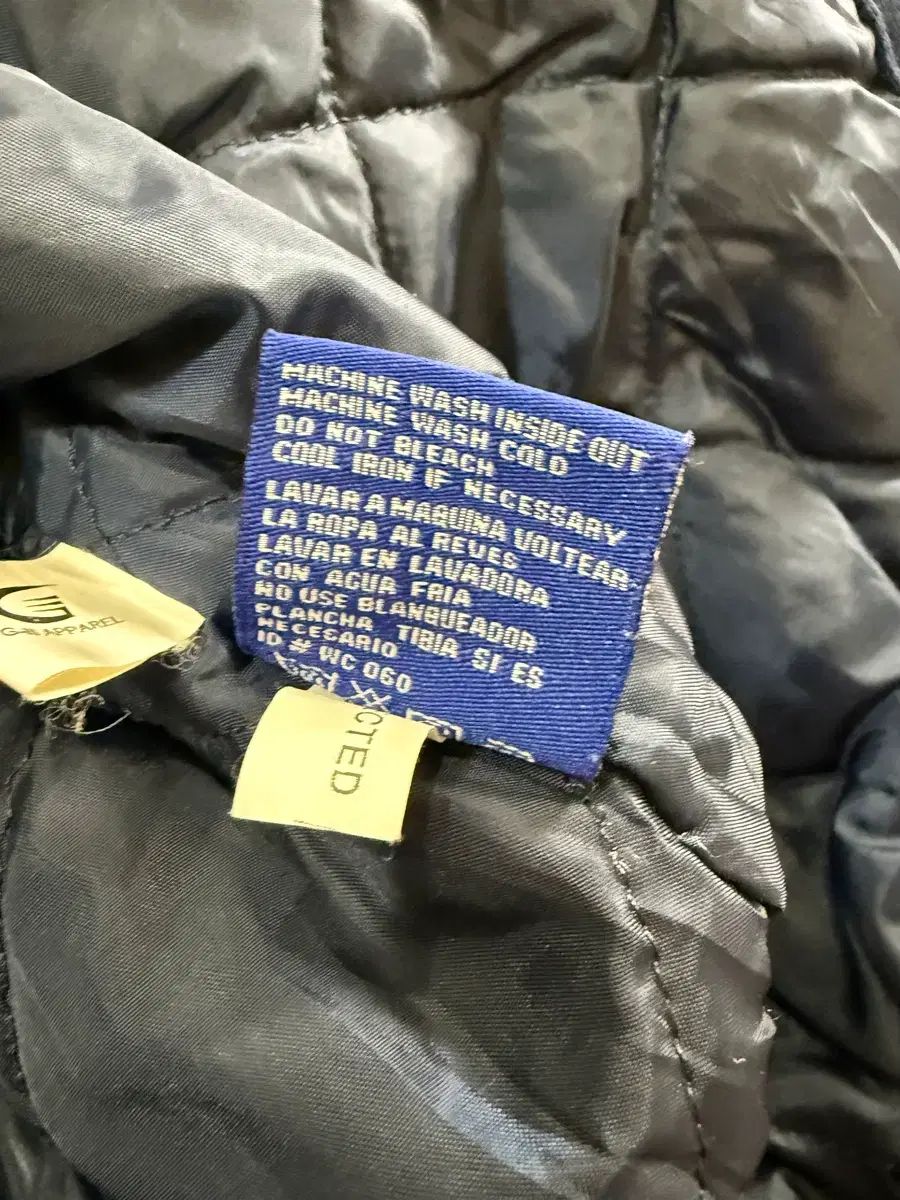 MACHINE WASH INSIDE OUT
MACHINE WASH COLD
DO NOT BLEACH
COOL IRON IF NECESSARY
LAVAR A MAQUINA VOLTEAR
LA ROPA AL REVES
LAVAR EN LAVADORA
CON AGUA FRIA
NO USE BLANQUEADOR
PLANCHA TIBIA SI ES
NECESARIO
ID # WC 060
G-III APPAREL
CTED